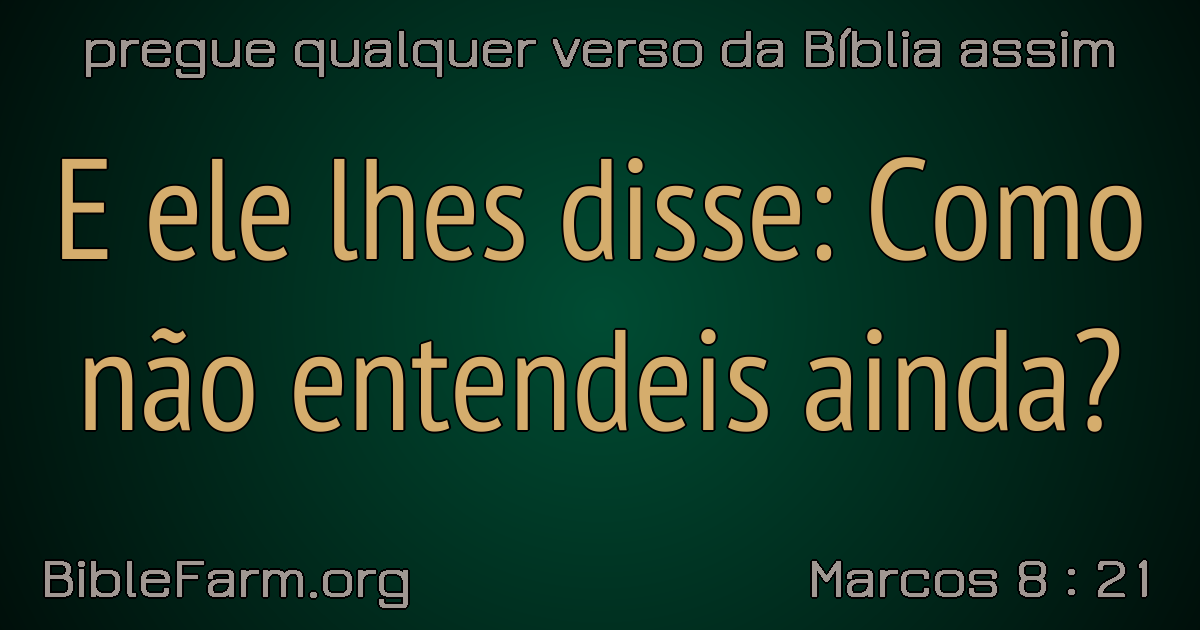 pregue qualquer verso da Bíblia assim
E ele lhes disse: Como
não entendeis ainda?
BibleFarm.org
Marcos 8 : 21